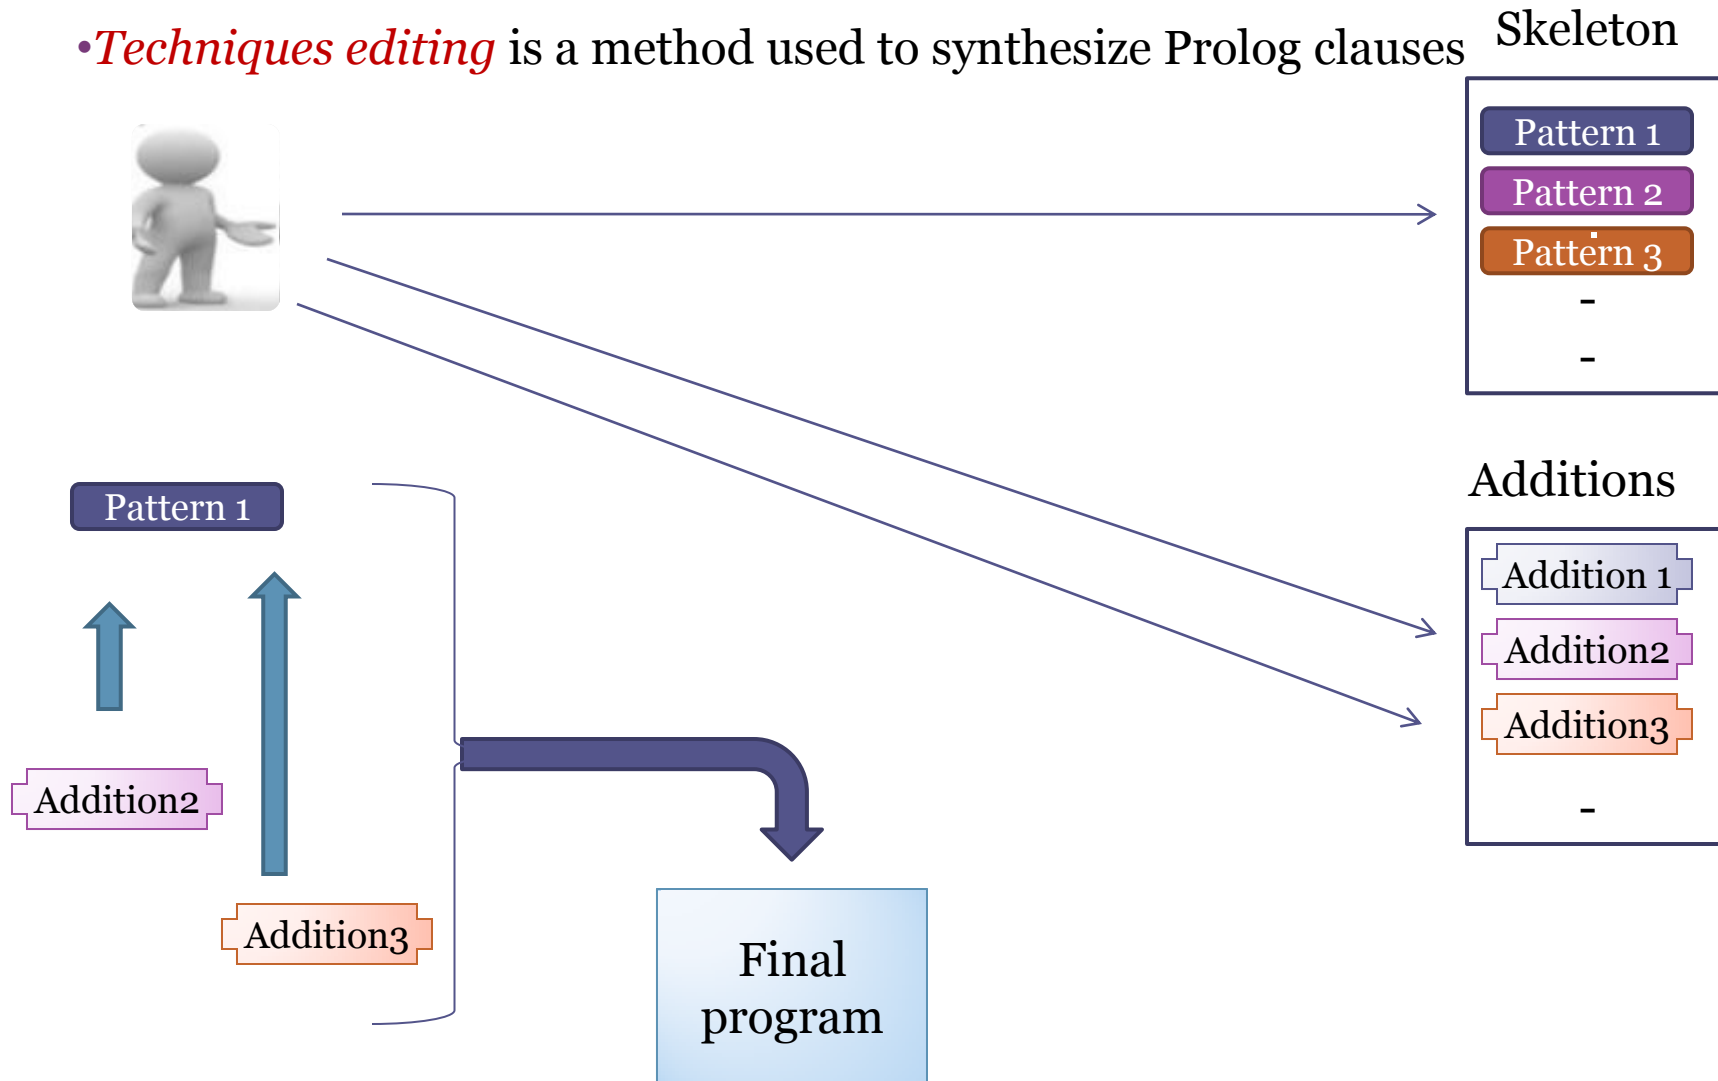 •Techniques editing is a method used to synthesize Prolog clauses
Skeleton
Pattern 1
Pattern 2
Pattern 3
-
-
Additions
Addition 1
Addition2
Addition3
-
Pattern 1
Addition2
Addition3
Final
program